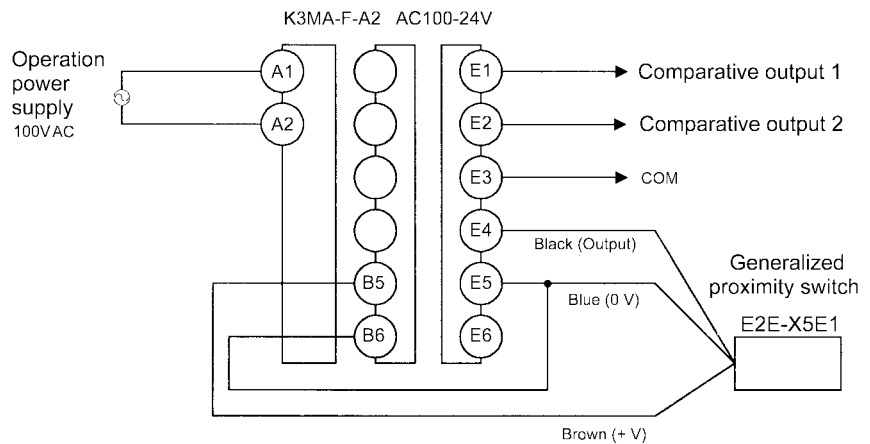 K3MA-F-A2 AC100-24V
Operation
power
supply
100VAC
A1
A2
B5
B6
E1
E2
E3
E4
E5
E6
Comparative output 1
Comparative output 2
COM
Black (Output)
Blue (0 V)
Brown (+ V)
Generalized
proximity switch
E2E-X5E1